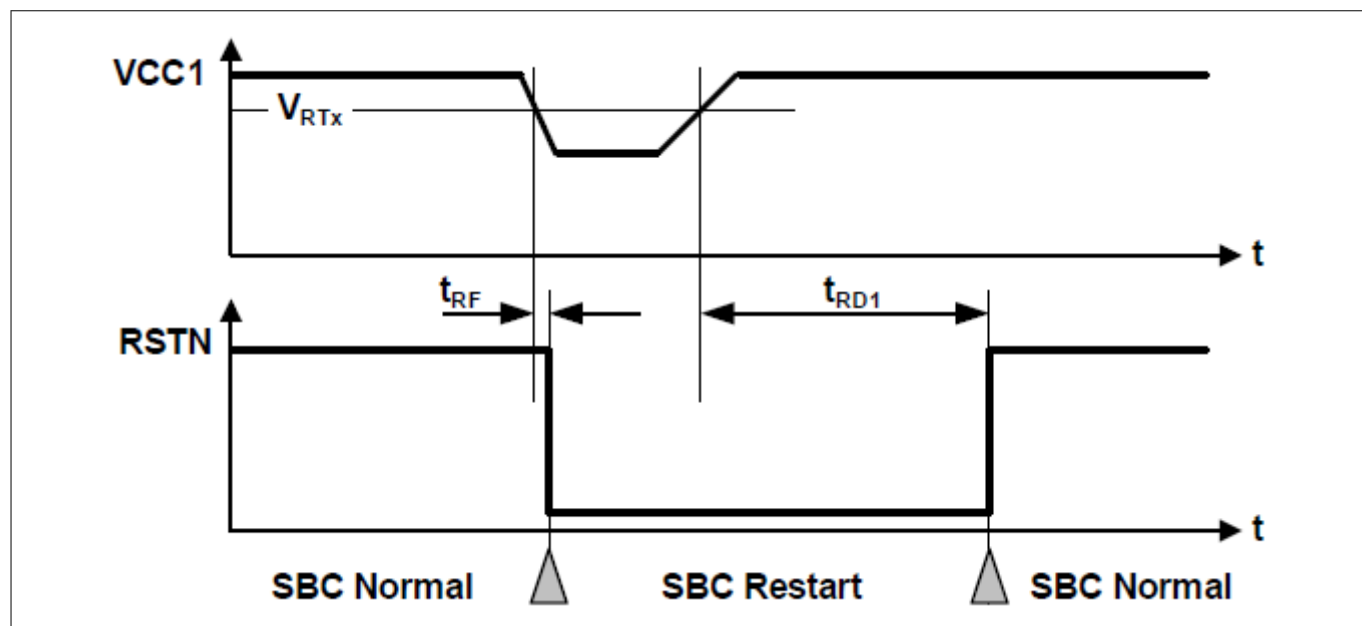 VCC1
VRTx
t
tRF
tRD1
RSTN
t
SBC Normal
SBC Restart
SBC Normal